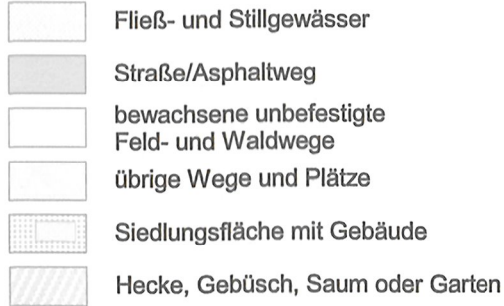 Fließ- und Stillgewässer
Straße/Asphaltweg
bewachsene unbefestigte
Feld- und Waldwege
übrige Wege und Plätze
Siedlungsfläche mit Gebäude
Hecke, Gebüsch, Saum oder Garten